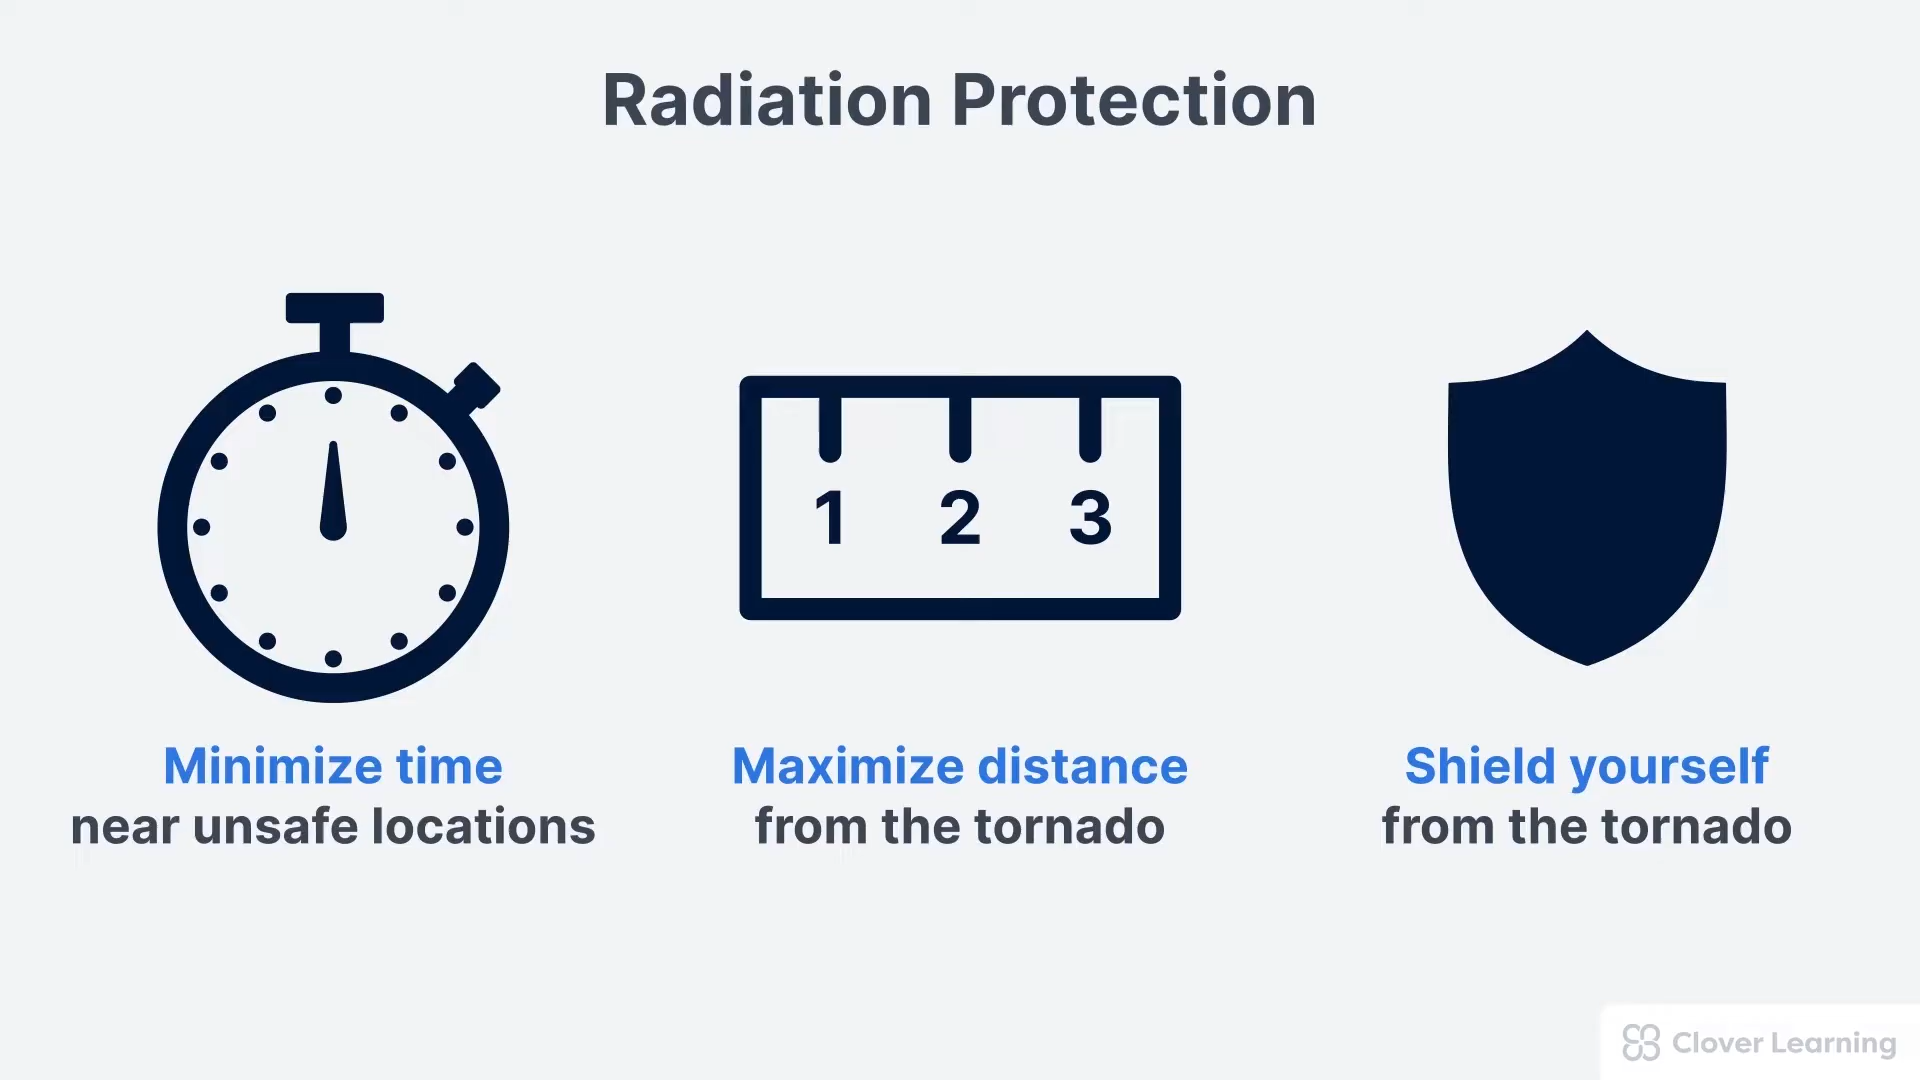 Radiation Protection
1 2 3
Minimize time
near unsafe locations
Maximize distance
from the tornado
Shield yourself
from the tornado
Clover Learning